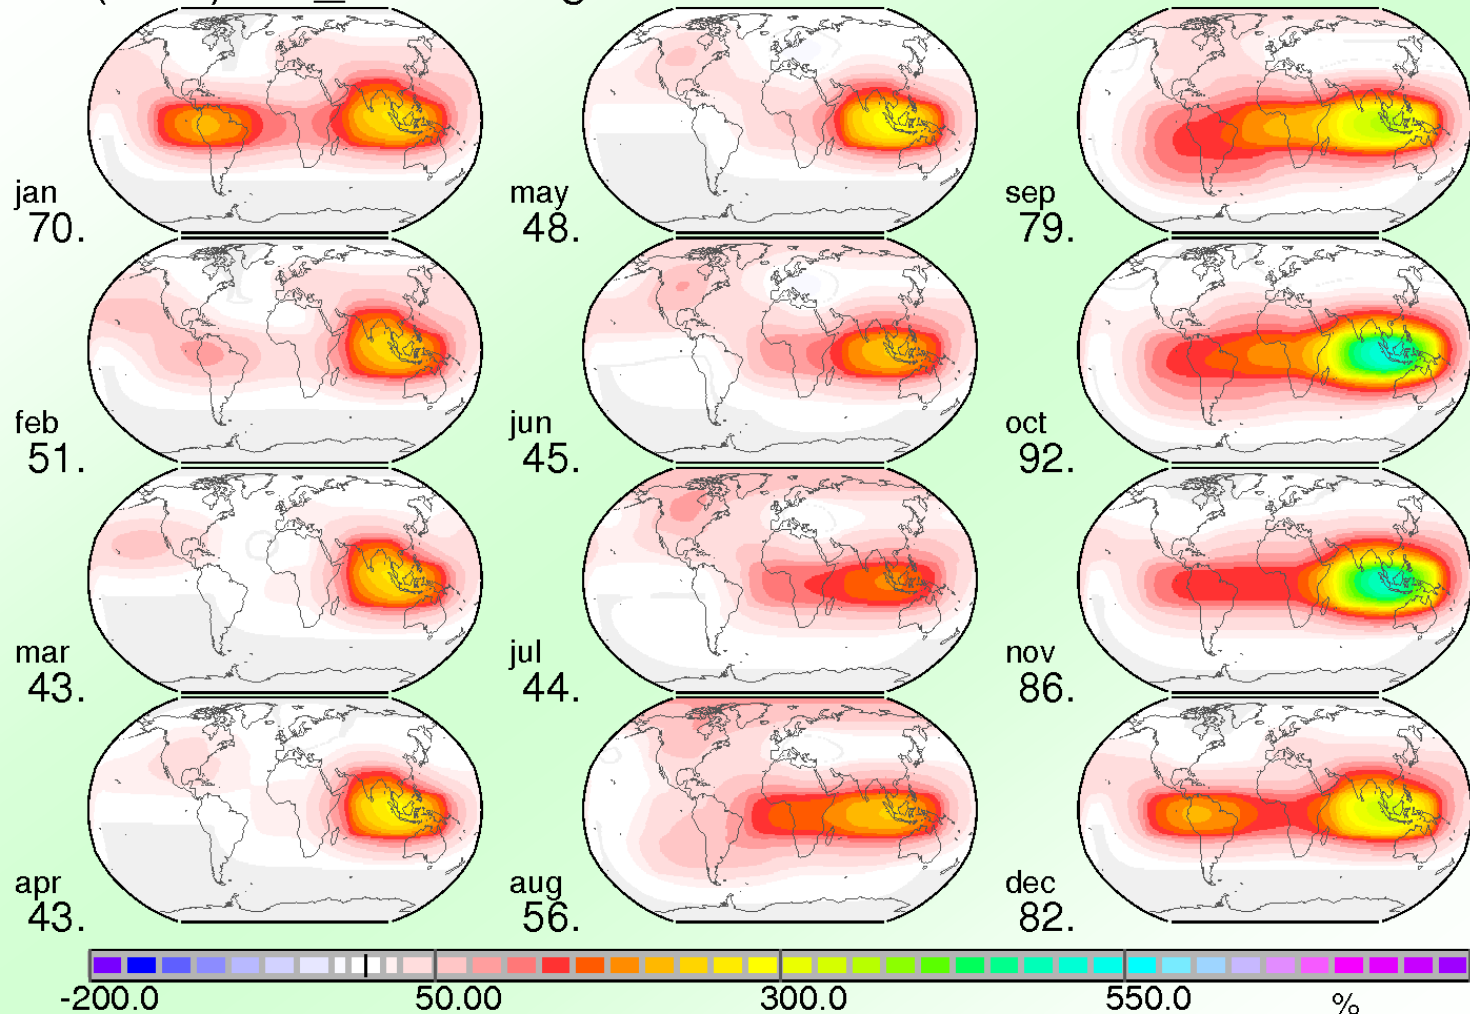 jan
70.
feb
51.
mar
43.
apr
43.
may
48.
jun
45.
jul
44.
aug
56.
sep
79.
oct
92.
nov
86.
dec
82.
-200.0 50.00 300.0 550.0 %